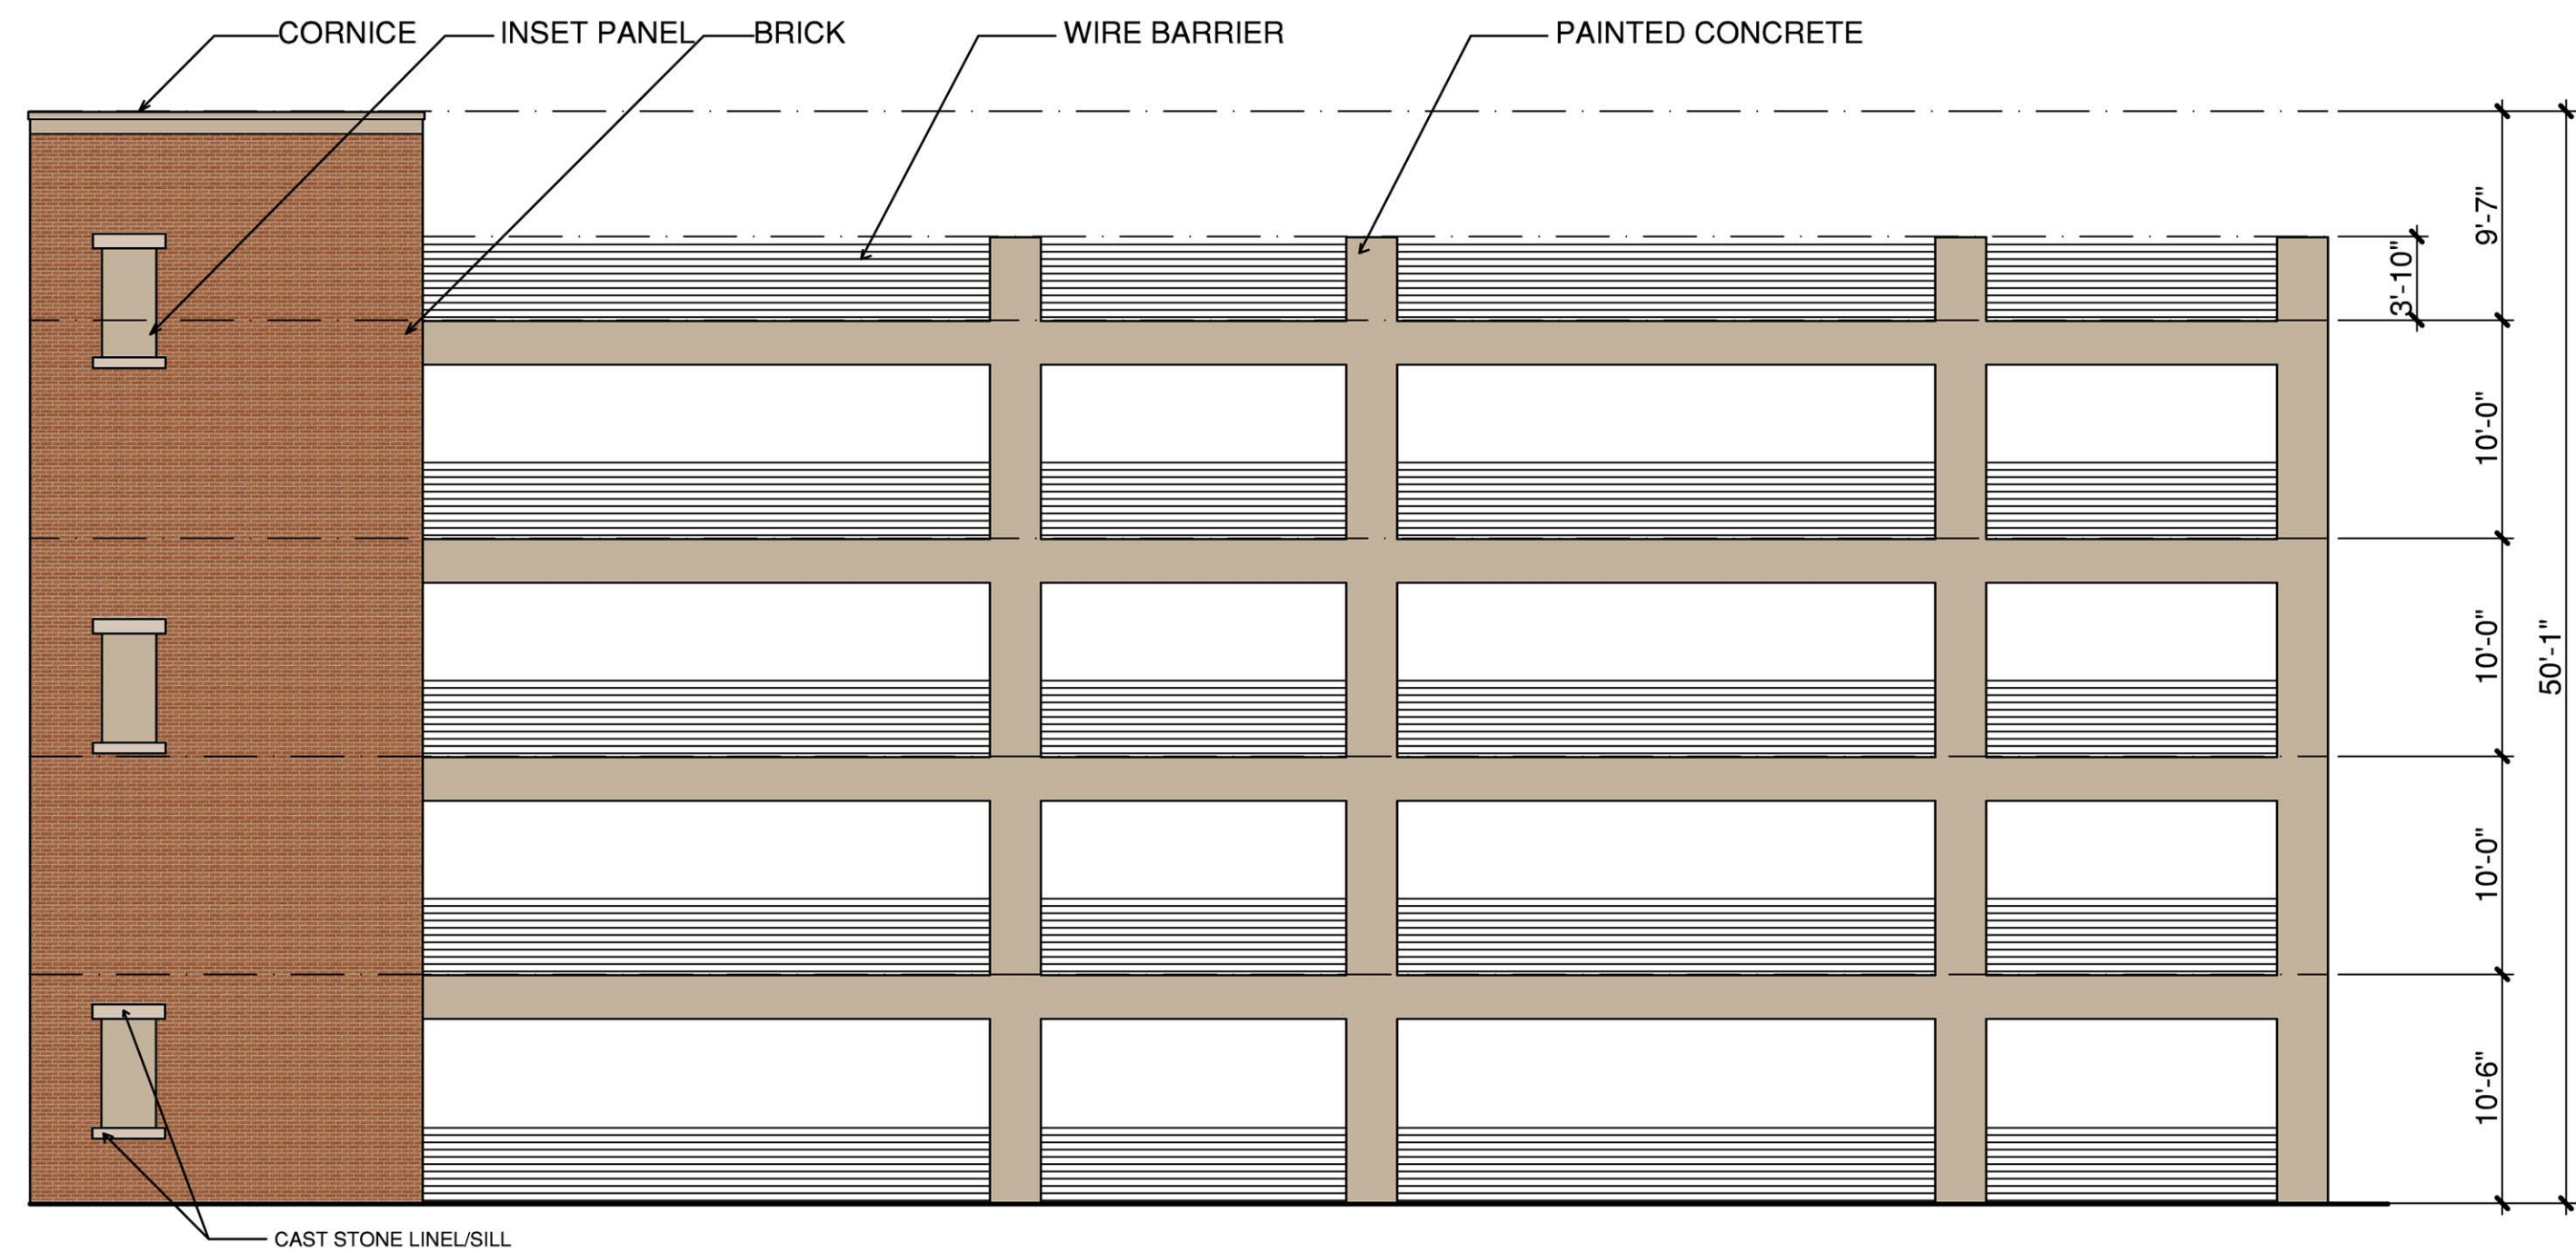 CORNICE
INSET PANEL
BRICK
WIRE BARRIER
PAINTED CONCRETE
9'-7"
3'-10"
10'-0"
10'-0"
50'-1"
10'-0"
10'-6"
CAST STONE LINEL/SILL